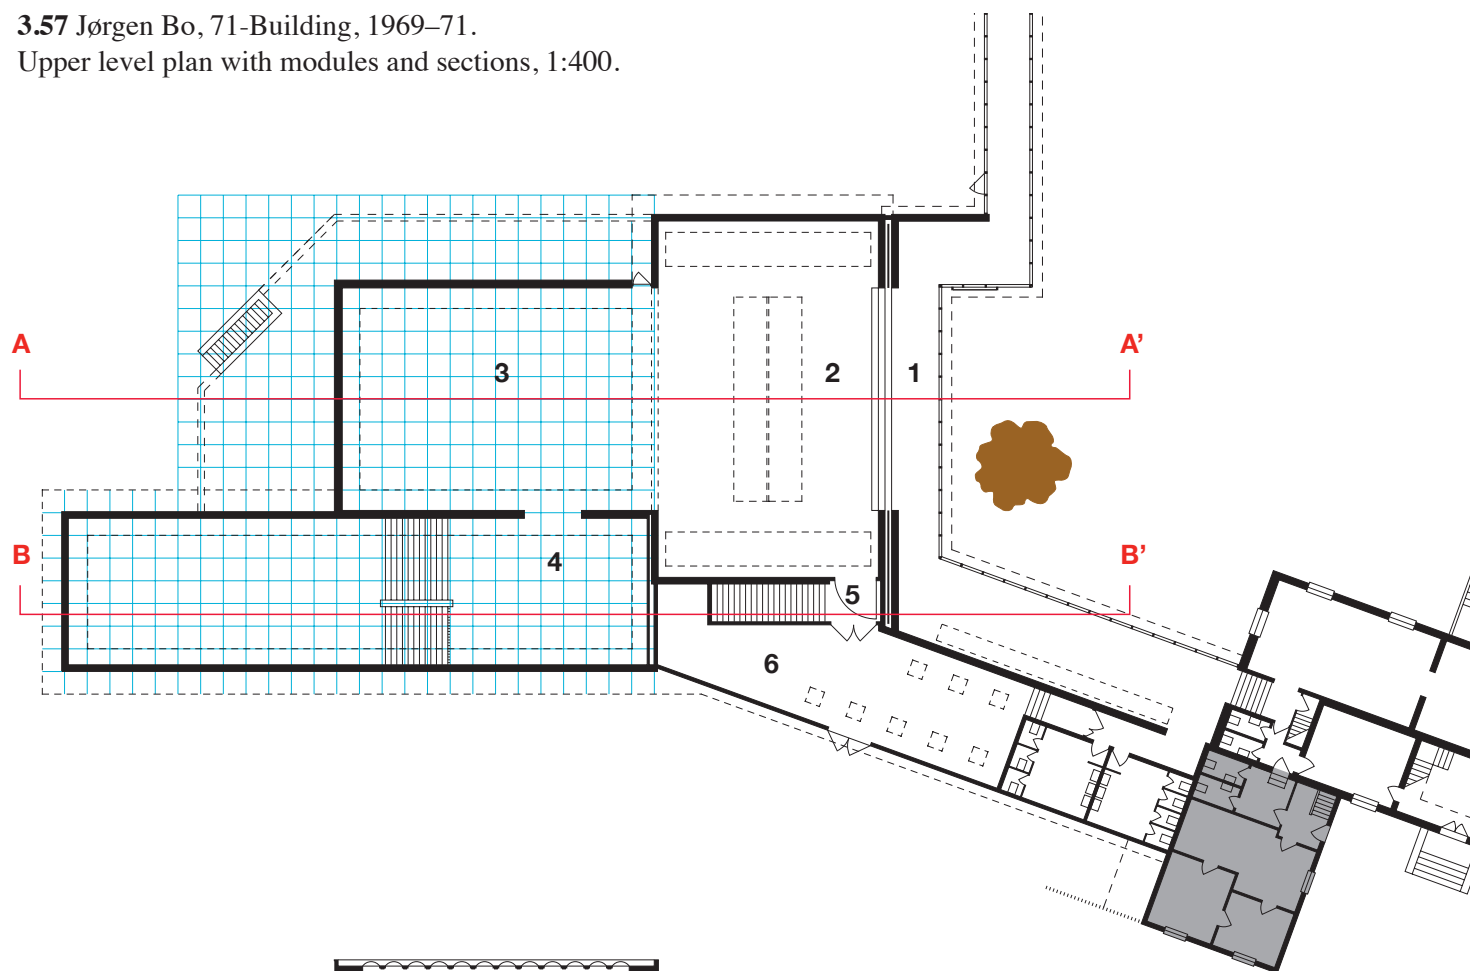 3.57 Jørgen Bo, 71-Building, 1969–71.
Upper level plan with modules and sections, 1:400.
A A’
3 2 1
B B’
4
5
6